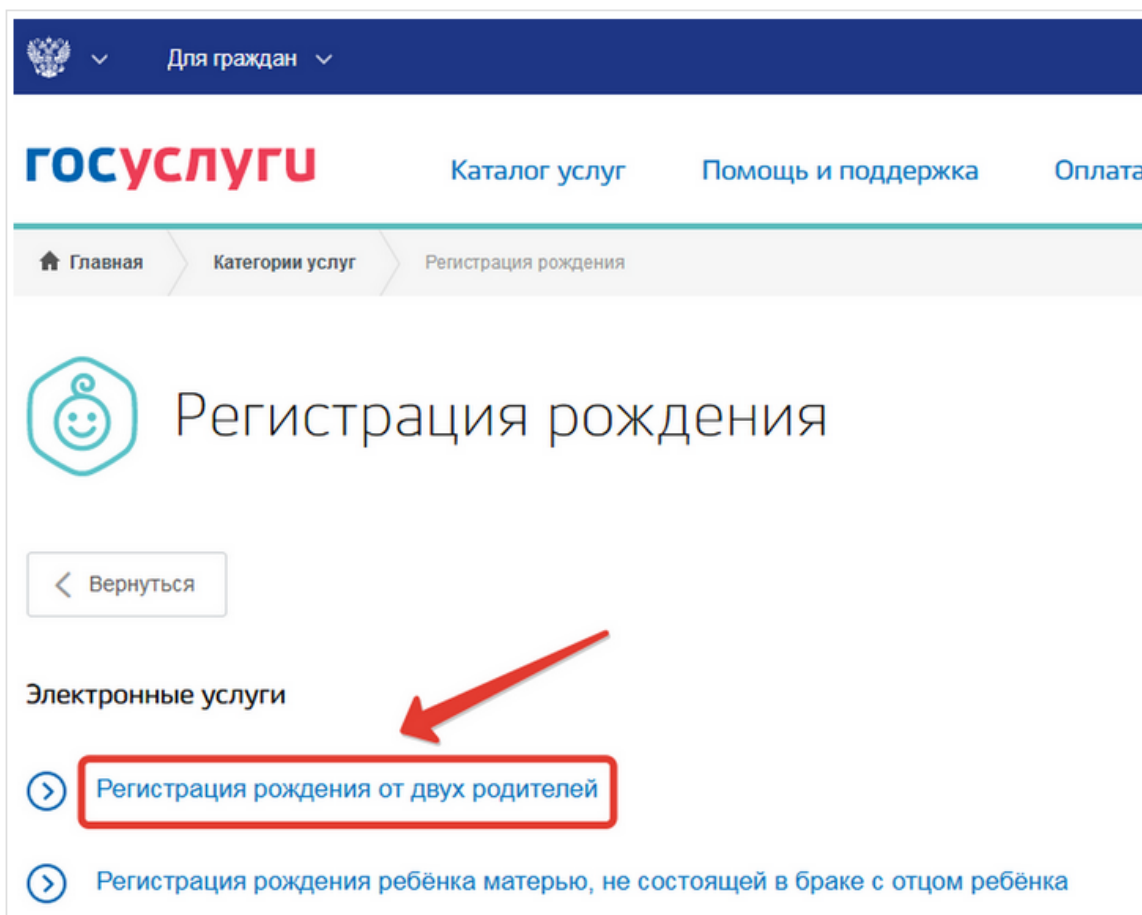 Для граждан
госуслуги Каталог услуг Помощь и поддержка Оплата
Главная Категории услуг Регистрация рождения
Регистрация рождения
Вернуться
Электронные услуги
Регистрация рождения от двух родителей
Регистрация рождения ребёнка матерью, не состоящей в браке с отцом ребёнка